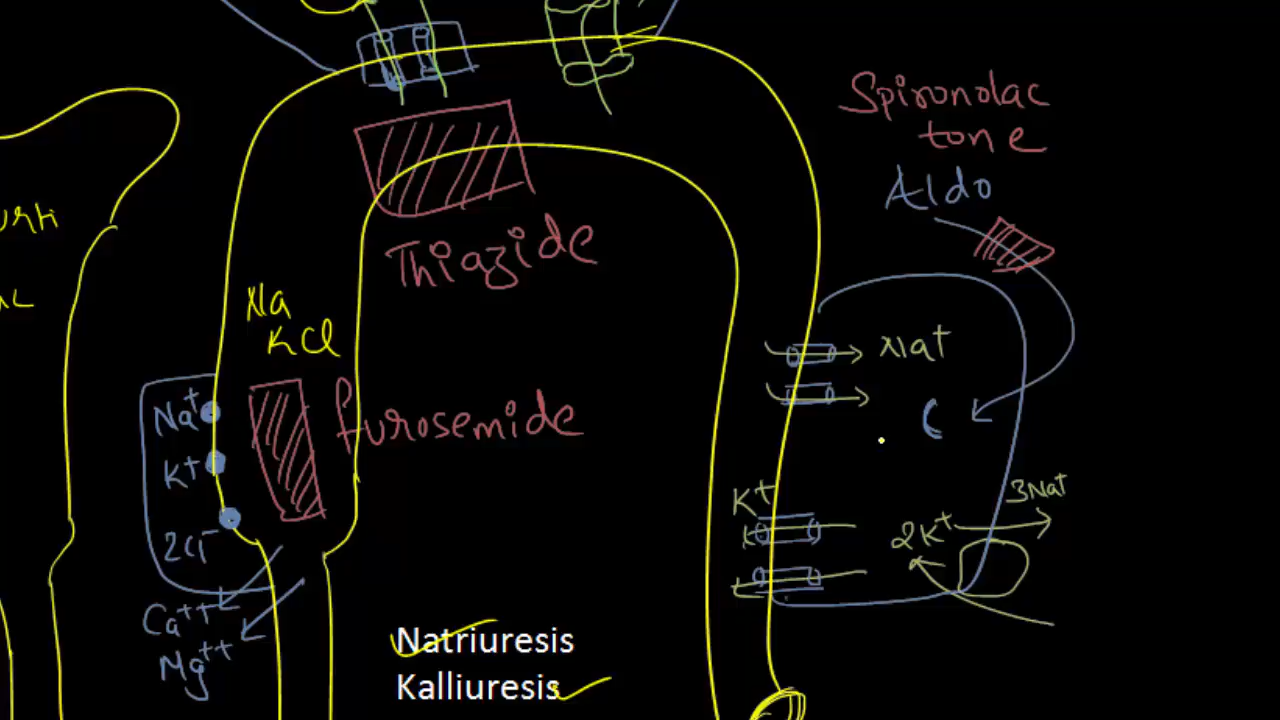 Spironolac
tone
Aldo
Thiazide
Na
KCl
Na+
K+
2Cl-
Ca++
Mg++
furosemide
Na+
K+
2K+
3Na+
Natriuresis
Kalliuresis